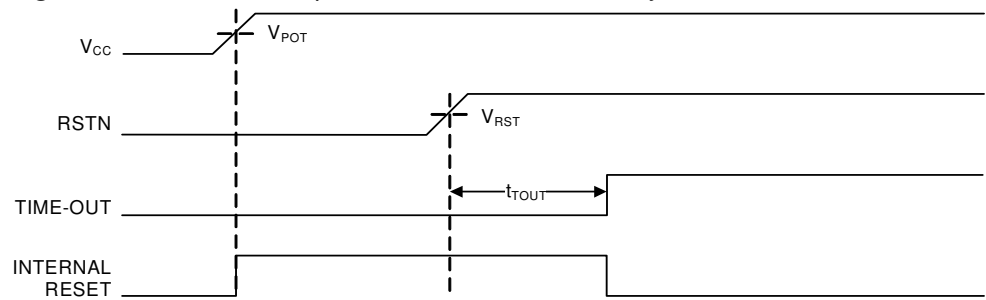 VPOT
VCC
RSTN
VRST
tTOUT
TIME-OUT
INTERNAL
RESET